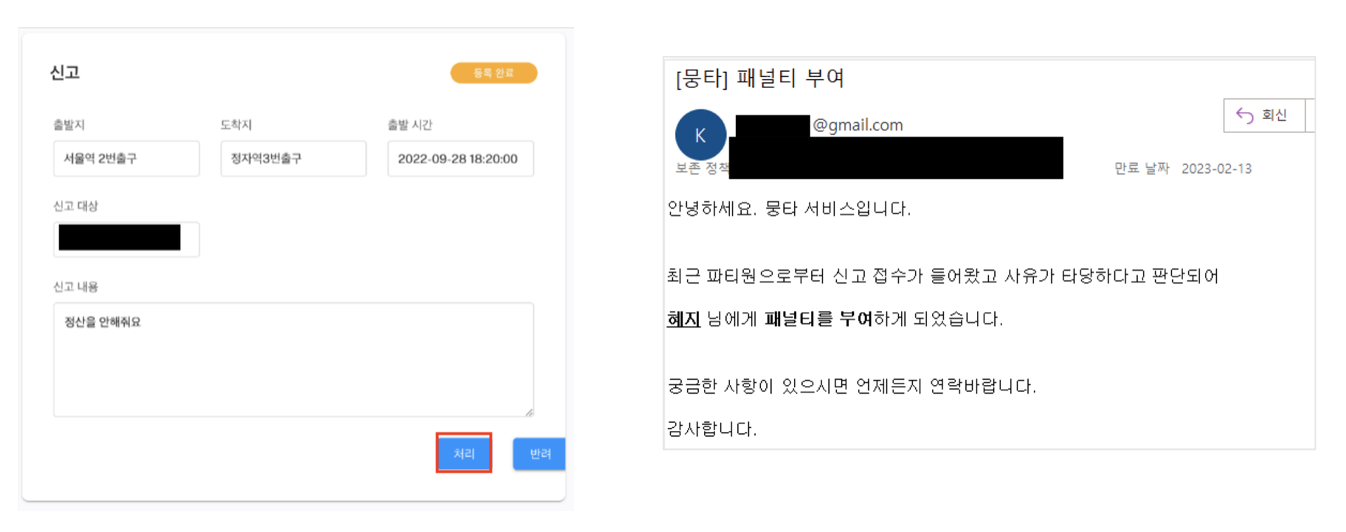 신고
등록 완료
출발지
도착지
출발 시간
서울역 2번출구
정자역3번출구
2022-09-28 18:20:00
신고 대상
신고 내용
정산을 안해줘요
처리
반려
[뭉타] 패널티 부여
K
@gmail.com
회신
보존 정책
만료 날짜 2023-02-13
안녕하세요. 뭉타 서비스입니다.
최근 파티원으로부터 신고 접수가 들어왔고 사유가 타당하다고 판단되어
혜지 님에게 패널티를 부여하게 되었습니다.
궁금한 사항이 있으시면 언제든지 연락바랍니다.
감사합니다.